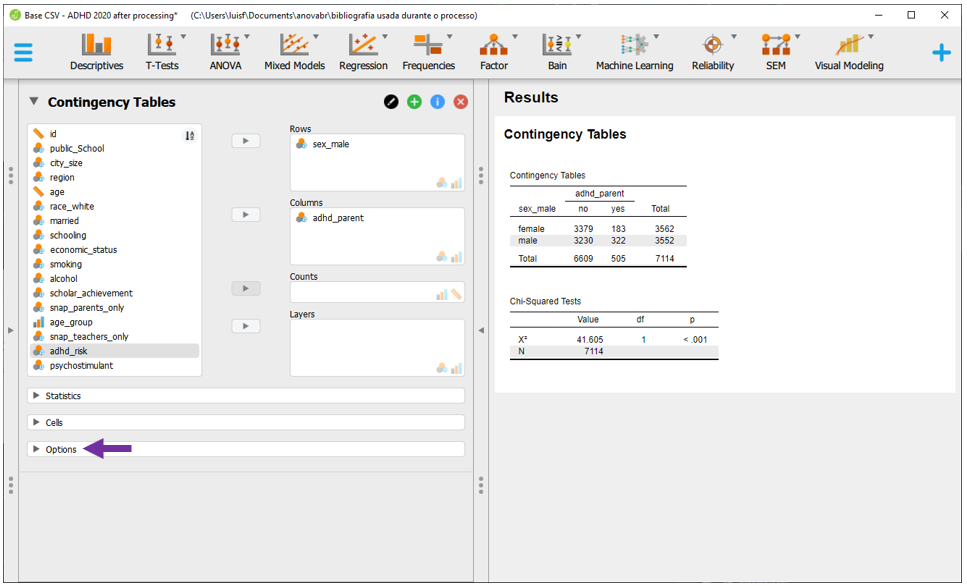 Base CSV - ADHD 2020 after processing* (C:\Users\luisf\Documents\anovabr\bibliografia usada durante o processo)
Descriptives T-Tests ANOVA Mixed Models Regression Frequencies Factor Bain Machine Learning Reliability SEM Visual Modeling
Contingency Tables
id
public_School
city_size
region
age
race_white
married
schooling
economic_status
smoking
alcohol
scholar_achievement
snap_parents_only
age_group
snap_teachers_only
adhd_risk
psychostimulant
Rows
sex_male
Columns
adhd_parent
Counts
Layers
Statistics
Cells
Options
Results
Contingency Tables
Contingency Tables
adhd_parent
sex_male no yes Total
female 3379 183 3562
male 3230 322 3552
Total 6609 505 7114
Chi-Squared Tests
Value df p
X² 41.605 1 < .001
N 7114